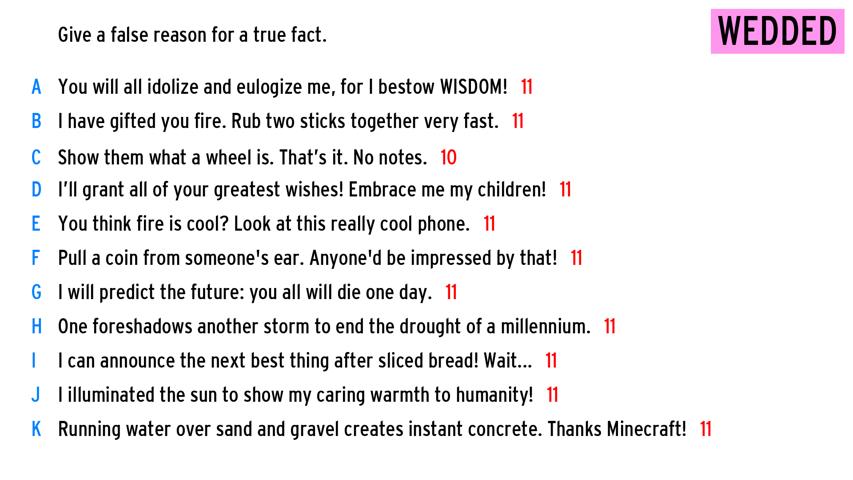 Give a false reason for a true fact.
WEDDED
A You will all idolize and eulogize me, for I bestow WISDOM! 11
B I have gifted you fire. Rub two sticks together very fast. 11
C Show them what a wheel is. That's it. No notes. 10
D I'll grant all of your greatest wishes! Embrace me my children! 11
E You think fire is cool? Look at this really cool phone. 11
F Pull a coin from someone's ear. Anyone'd be impressed by that! 11
G I will predict the future: you all will die one day. 11
H One foreshadows another storm to end the drought of a millennium. 11
I I can announce the next best thing after sliced bread! Wait... 11
J I illuminated the sun to show my caring warmth to humanity! 11
K Running water over sand and gravel creates instant concrete. Thanks Minecraft! 11